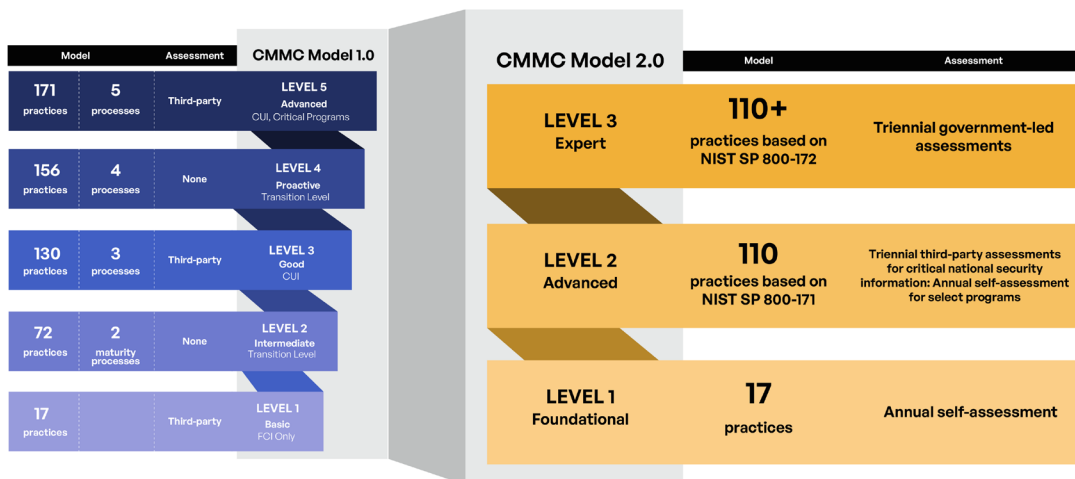 Model
Assessment
CMMC Model 1.0
171
practices
5
processes
Third-party
LEVEL 5
Advanced
CUI, Critical Programs
156
practices
4
processes
None
LEVEL 4
Proactive
Transition Level
130
practices
3
processes
Third-party
LEVEL 3
Good
CUI
72
practices
2
maturity
processes
None
LEVEL 2
Intermediate
Transition Level
17
practices
Third-party
LEVEL 1
Basic
FCI Only
CMMC Model 2.0
Model
Assessment
LEVEL 3
Expert
110+
practices based on
NIST SP 800-172
Triennial government-led
assessments
LEVEL 2
Advanced
110
practices based on
NIST SP 800-171
Triennial third-party assessments
for critical national security
information: Annual self-assessment
for select programs
LEVEL 1
Foundational
17
practices
Annual self-assessment